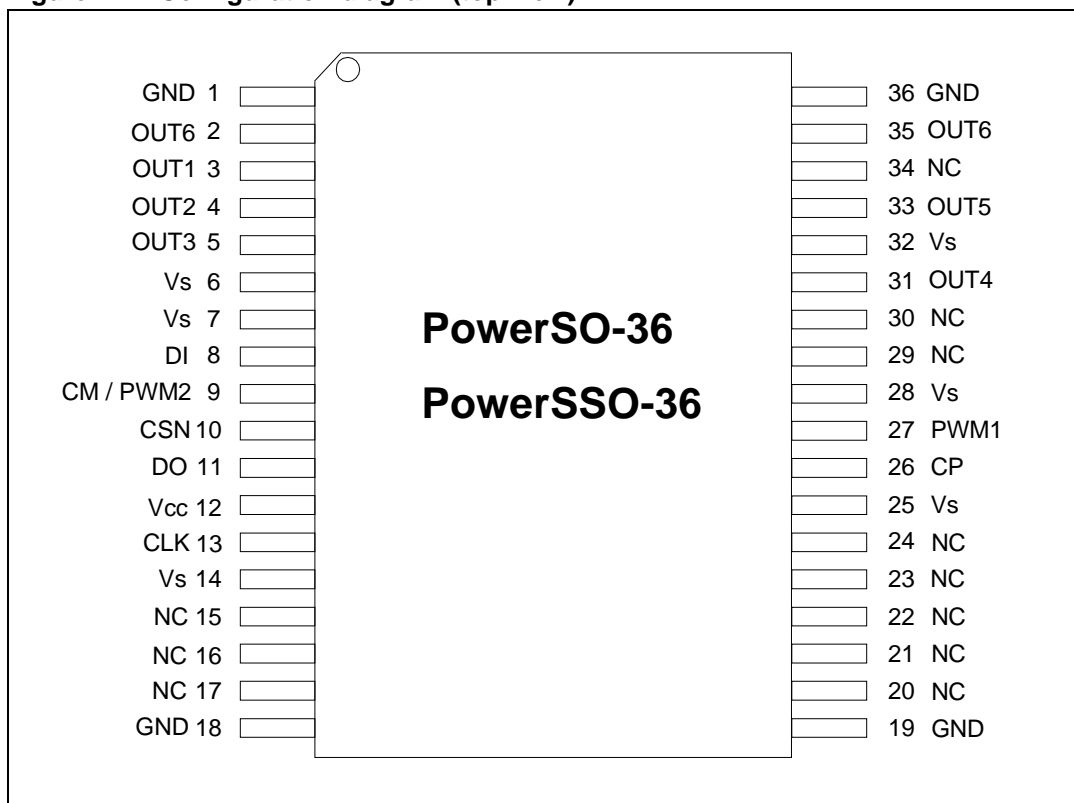 GND 1
OUT6 2
OUT1 3
OUT2 4
OUT3 5
Vs 6
Vs 7
DI 8
CM / PWM2 9
CSN 10
DO 11
Vcc 12
CLK 13
Vs 14
NC 15
NC 16
NC 17
GND 18
PowerSO-36
PowerSSO-36
36 GND
35 OUT6
34 NC
33 OUT5
32 Vs
31 OUT4
30 NC
29 NC
28 Vs
27 PWM1
26 CP
25 Vs
24 NC
23 NC
22 NC
21 NC
20 NC
19 GND